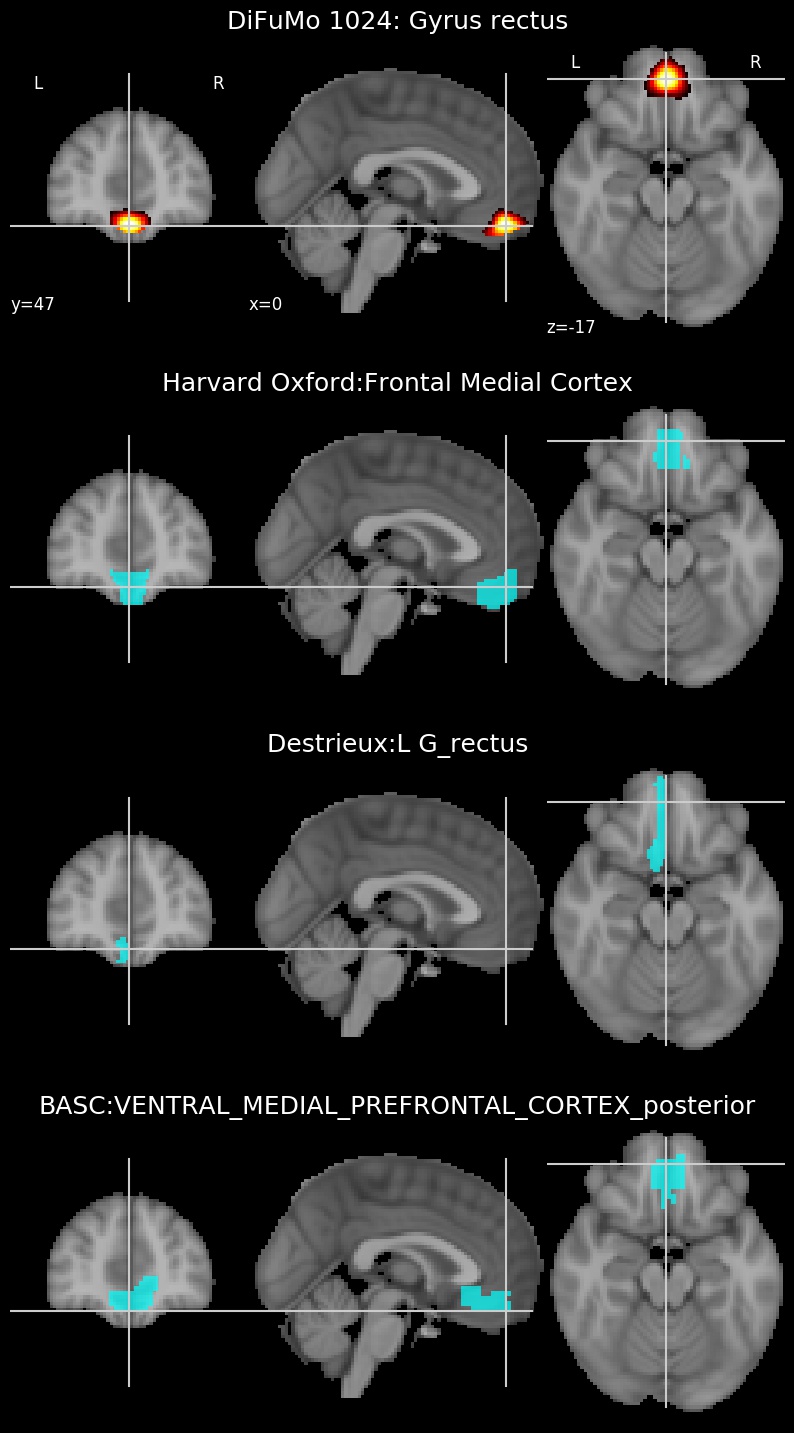 DiFuMo 1024: Gyrus rectus
L R L R
y=47 x=0 z=-17
Harvard Oxford:Frontal Medial Cortex
Destrieux:L G_rectus
BASC:VENTRAL_MEDIAL_PREFRONTAL_CORTEX_posterior